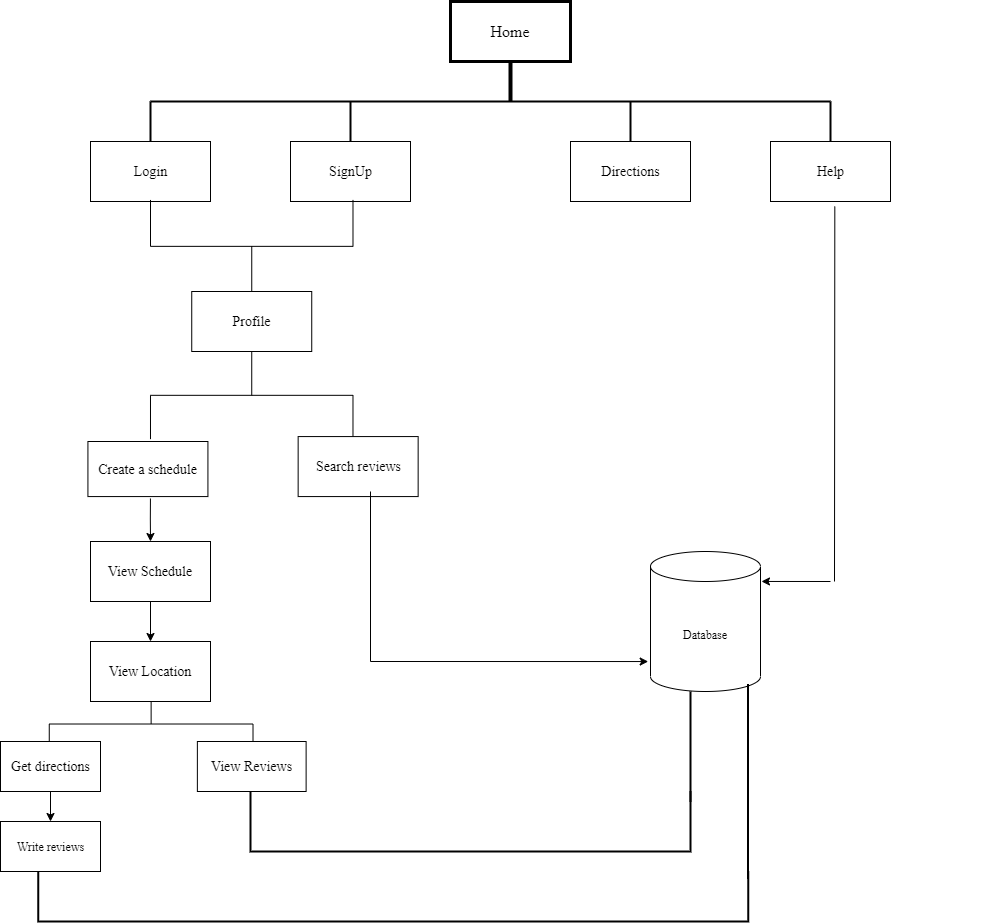 Home
Login
SignUp
Directions
Help
Profile
Create a schedule
Search reviews
View Schedule
Database
View Location
Get directions
View Reviews
Write reviews